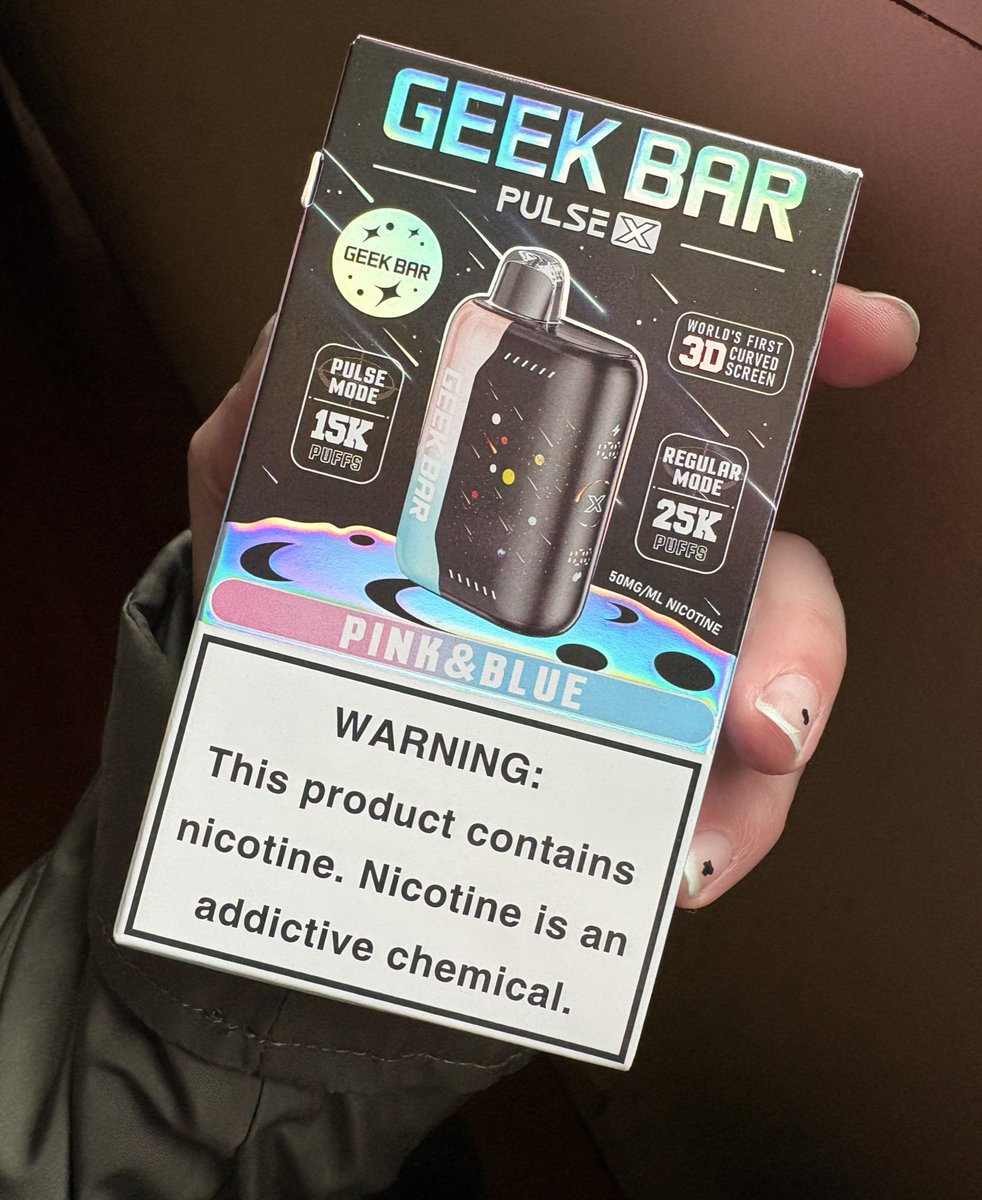 GEEK BAR
PULSE X
GEEK BAR
WORLD'S FIRST
3D CURVED
SCREEN
PULSE
MODE
15K
PUFFS
GEEK BAR
X
REGULAR
MODE
25K
PUFFS
50MG/ML NICOTINE
PINK&BLUE
WARNING:
This product contains
nicotine. Nicotine is an
addictive chemical.